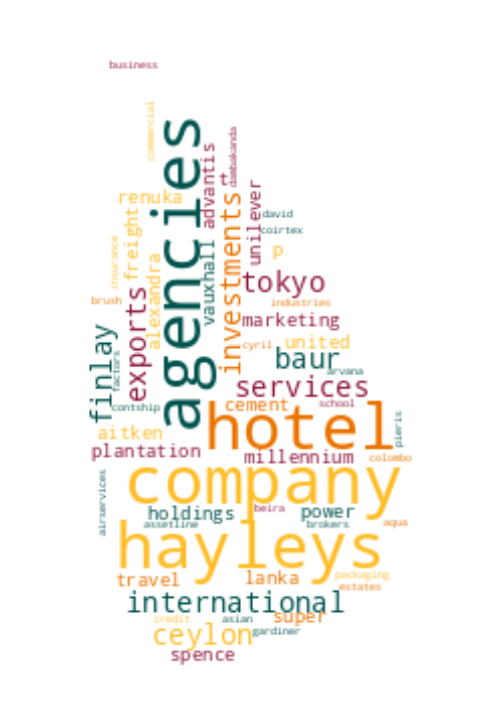 business
commercial
agencies
dambakanda
advantis
renuka
unilever
investments
freight
david
coirtex
vauxhall
insurance
p
alexandra
tokyo
exports
brush
industries
marketing
finlay
cyril
united
baur
factors
arvana
services
contship
cement
school
hotel
pieris
aitken
plantation
millennium
colombo
company
airservices
holdings
beira
power
assetline
brokers
aqua
hayleys
travel
lanka
packaging
estates
international
credit
asian
super
ceylon
gardiner
spence